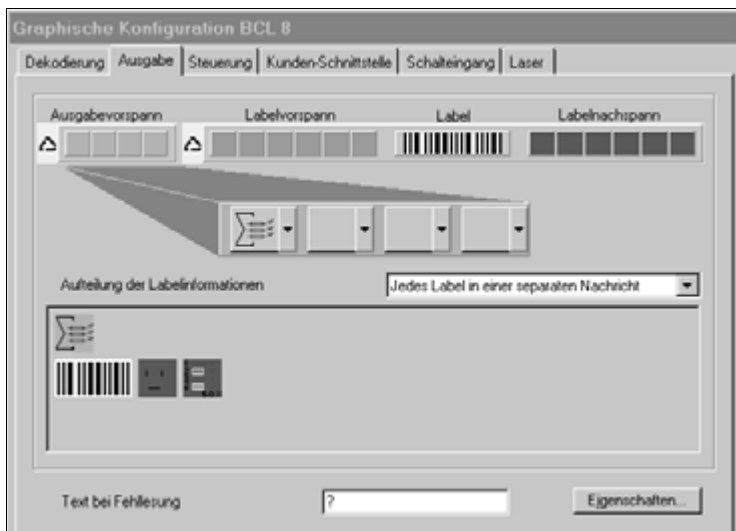 Graphische Konfiguration BCL 8
Dekodierung Ausgabe Steuerung Kunden-Schnittstelle Schalteingang Laser
Ausgabevorspann Labelvorspann Label Labelnachspann
Aufteilung der Labelinformationen Jedes Label in einer separaten Nachricht
Text bei Fehllesung ? Eigenschaften...